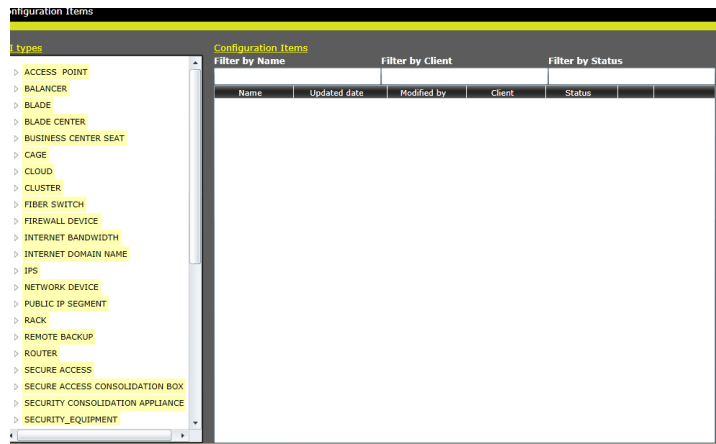 nfiguration Items
I types
ACCESS POINT
BALANCER
BLADE
BLADE CENTER
BUSINESS CENTER SEAT
CAGE
CLOUD
CLUSTER
FIBER SWITCH
FIREWALL DEVICE
INTERNET BANDWIDTH
INTERNET DOMAIN NAME
IPS
NETWORK DEVICE
PUBLIC IP SEGMENT
RACK
REMOTE BACKUP
ROUTER
SECURE ACCESS
SECURE ACCESS CONSOLIDATION BOX
SECURITY CONSOLIDATION APPLIANCE
SECURITY_EQUIPMENT
Configuration Items
Filter by Name Filter by Client Filter by Status
Name Updated date Modified by Client Status